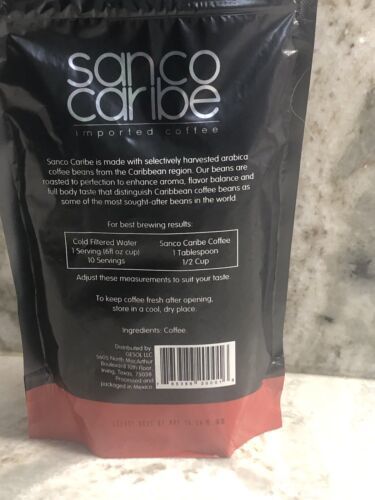 sanco
caribe
imported coffee
Sanco Caribe is made with selectively harvested arabica
coffee beans from the Caribbean region. Our beans are
roasted to perfection to enhance aroma, flavor balance and
full body taste that distinguish Caribbean coffee beans as
some of the most sought-after beans in the world.
For best brewing results:
Cold Filtered Water Sanco Caribe Coffee
1 Serving (6fl oz cup) 1 Tablespoon
10 Servings 1/2 Cup
Adjust these measurements to suit your taste.
To keep coffee fresh after opening,
store in a cool, dry place.
Ingredients: Coffee.
Distributed by
GESOL LLC
5605 North MacArthur
Boulevard 10th Floor,
Irving, Texas, 75038
Processed and
packaged in Mexico